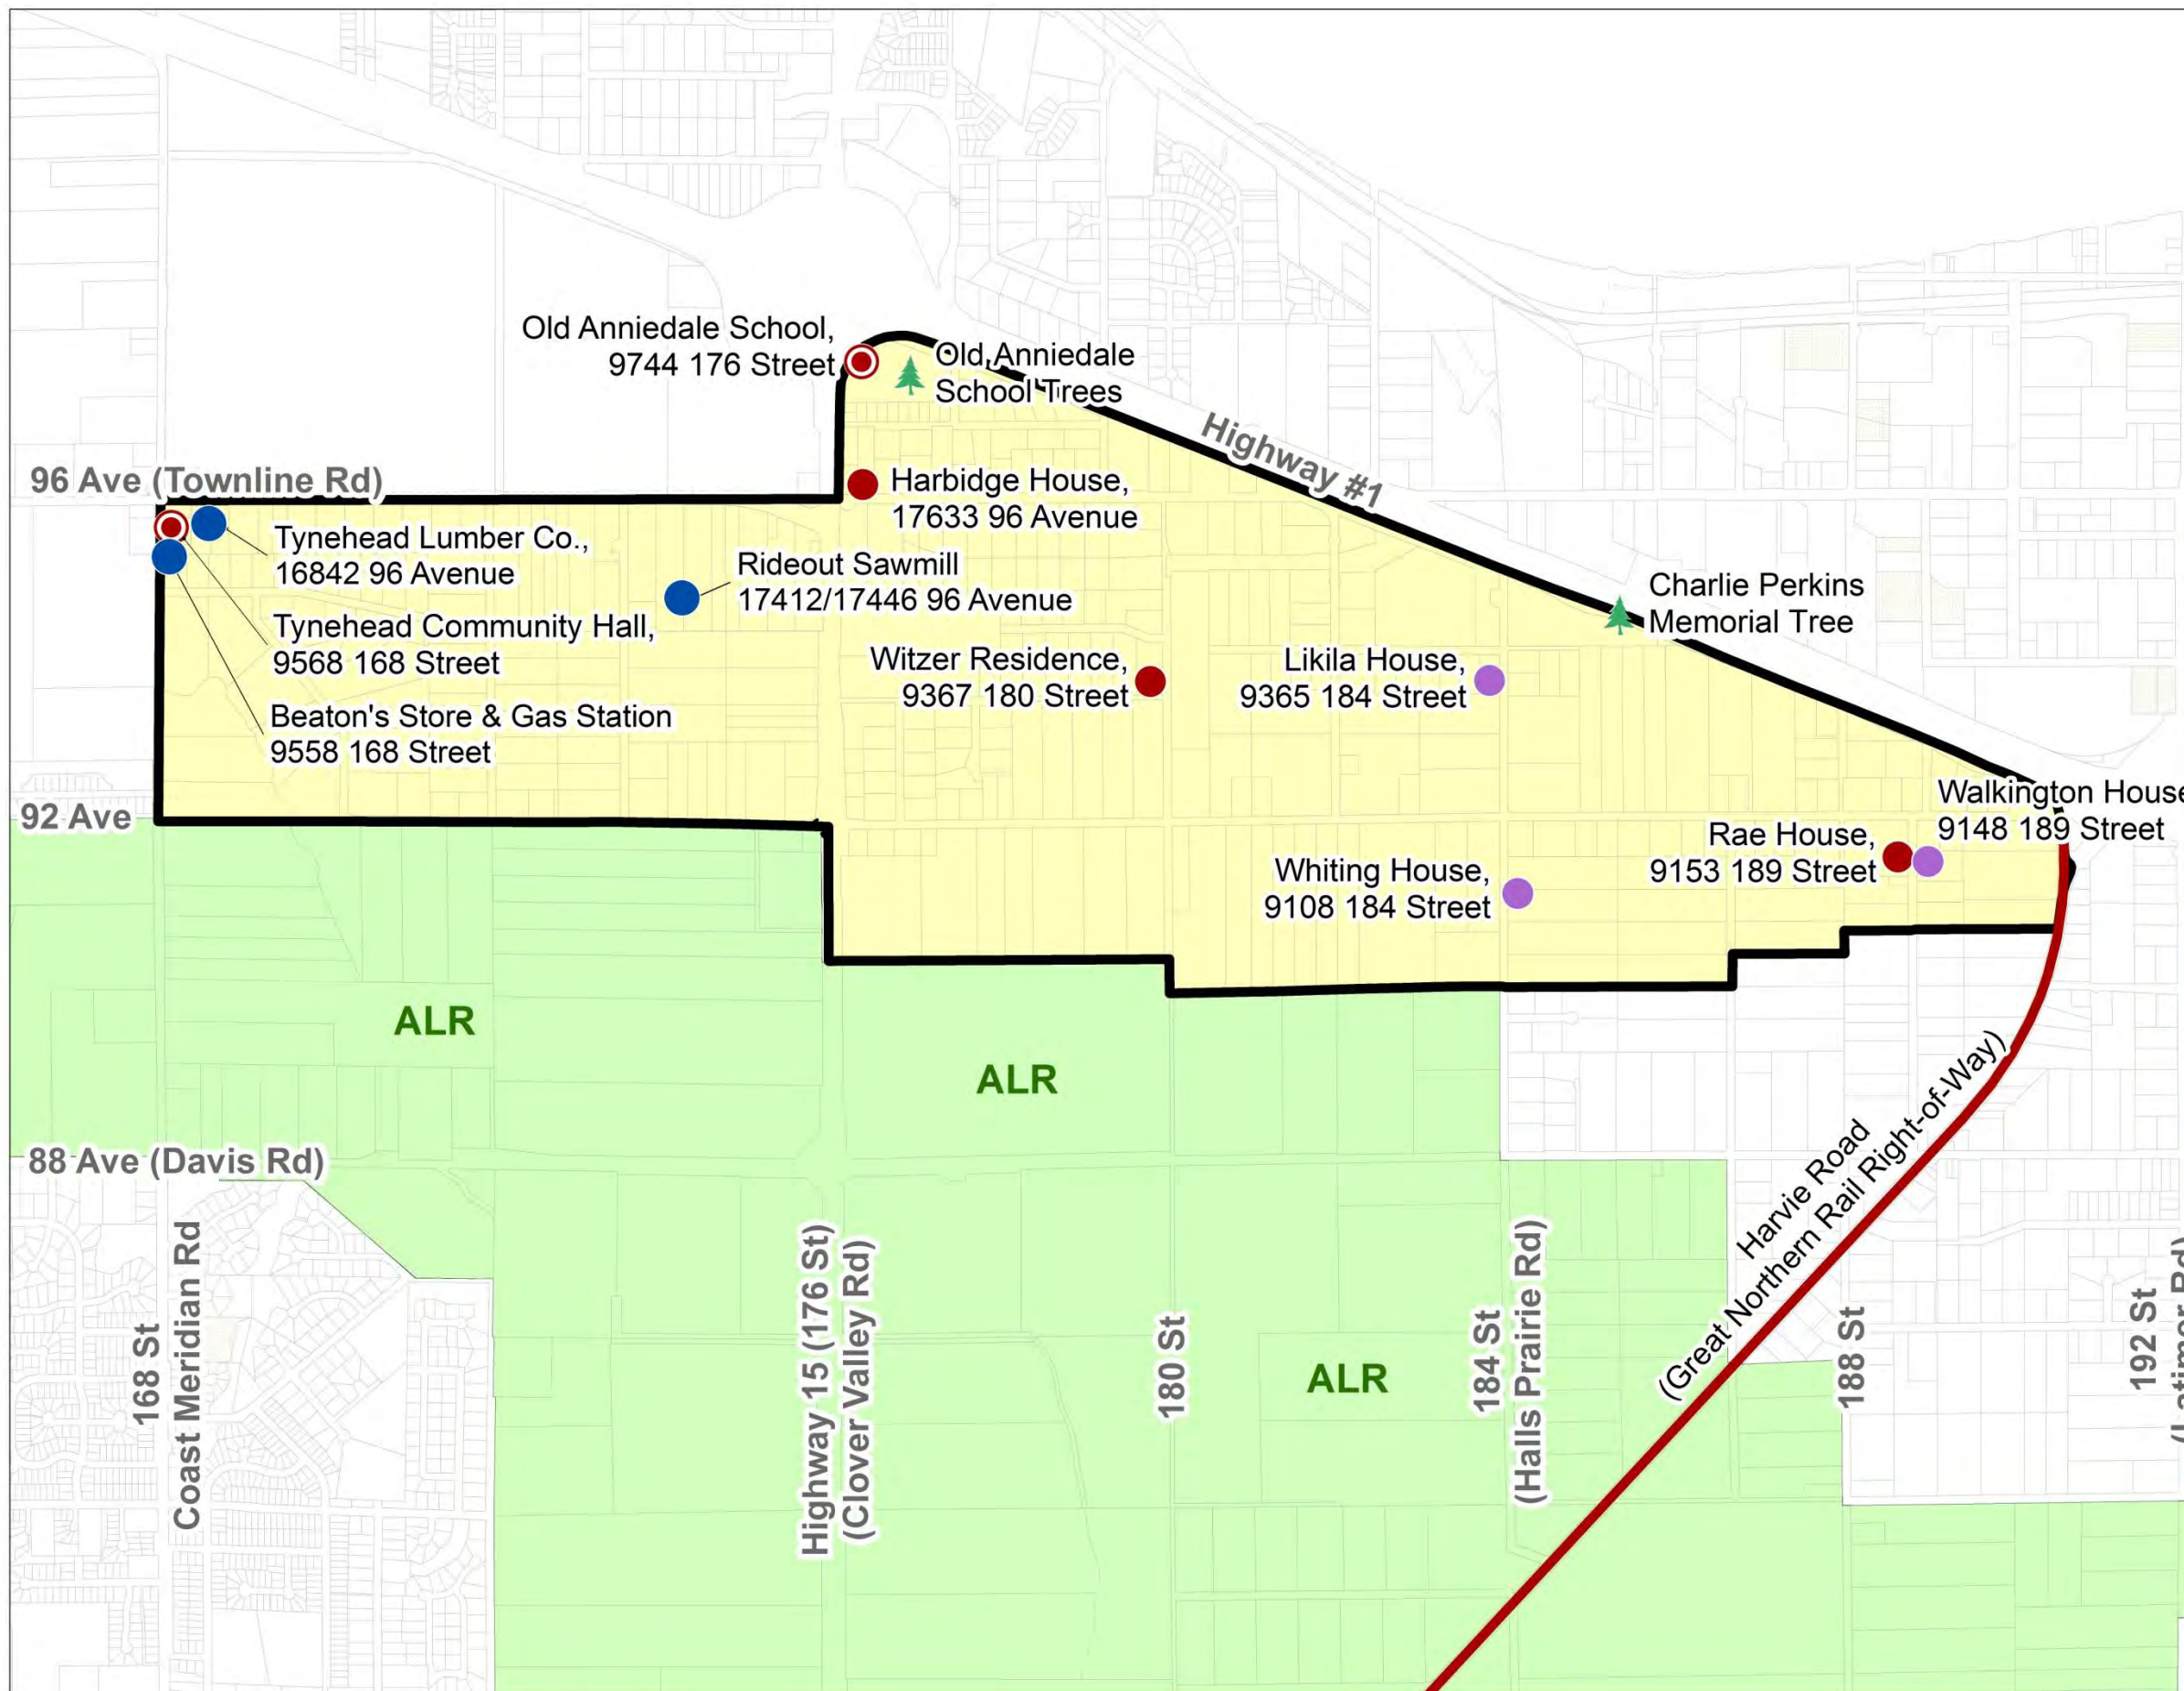 Old Anniedale School,
9744 176 Street
Old Anniedale
School Trees
Highway #1
96 Ave (Townline Rd)
Harbidge House,
17633 96 Avenue
Tynehead Lumber Co.,
16842 96 Avenue
Rideout Sawmill
17412/17446 96 Avenue
Charlie Perkins
Memorial Tree
Tynehead Community Hall,
9568 168 Street
Witzer Residence,
9367 180 Street
Likila House,
9365 184 Street
Beaton's Store & Gas Station
9558 168 Street
92 Ave
Walkington House
9148 189 Street
Rae House,
9153 189 Street
Whiting House,
9108 184 Street
ALR
ALR
88 Ave (Davis Rd)
Harvie Road
(Great Northern Rail Right-of-Way)
168 St
Coast Meridian Rd
Highway 15 (176 St)
(Clover Valley Rd)
180 St
ALR
184 St
(Halls Prairie Rd)
188 St
192 St
(Latimer Rd)